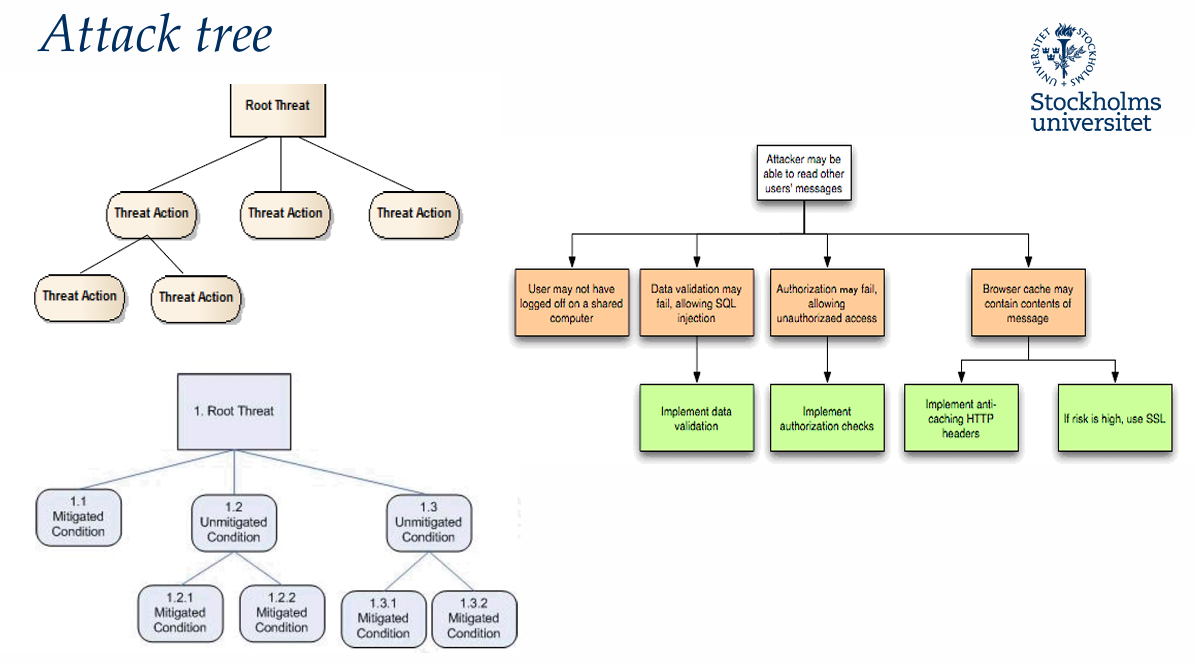 Attack tree
UNIVERSITET STOCKHOLMS
Stockholms
universitet
Root Threat
Threat Action
Threat Action
Threat Action
Threat Action
Threat Action
1. Root Threat
1.1
Mitigated
Condition
1.2
Unmitigated
Condition
1.3
Unmitigated
Condition
1.2.1
Mitigated
Condition
1.2.2
Mitigated
Condition
1.3.1
Mitigated
Condition
1.3.2
Mitigated
Condition
Attacker may be
able to read other
users' messages
User may not have
logged off on a shared
computer
Data validation may
fail, allowing SQL
injection
Authorization may fail,
allowing
unauthorizaed access
Browser cache may
contain contents of
message
Implement data
validation
Implement
authorization checks
Implement anti-
caching HTTP
headers
If risk is high, use SSL